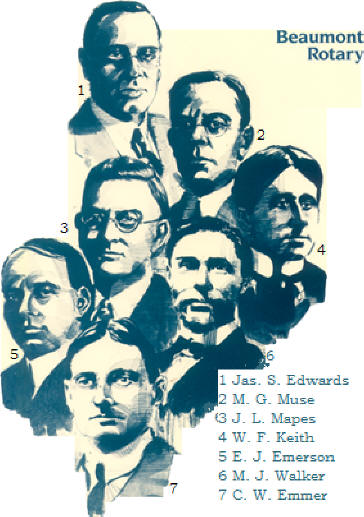 Beaumont
Rotary
1
2
3
4
5
6
7
1 Jas. S. Edwards
2 M. G. Muse
3 J. L. Mapes
4 W. F. Keith
5 E. J. Emerson
6 M. J. Walker
7 C. W. Emmer